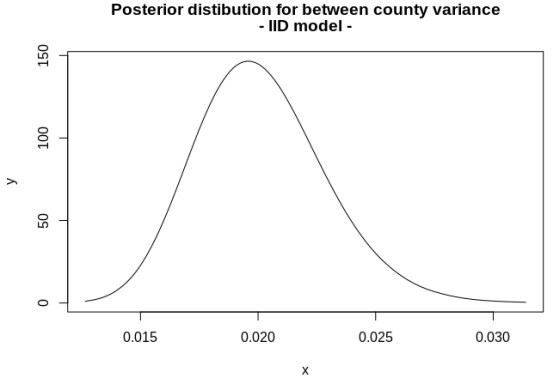 Posterior distibution for between county variance
- IID model -
150
100
50
0
y
0.015 0.020 0.025 0.030
x